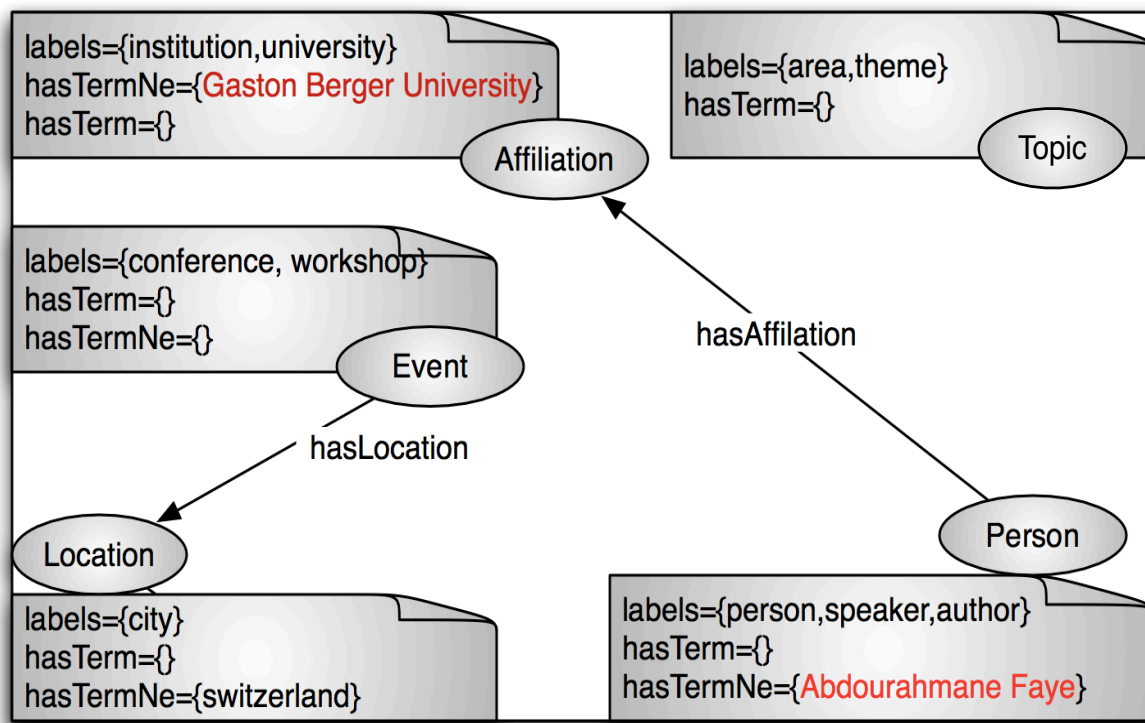 labels={institution,university}
hasTermNe={Gaston Berger University}
hasTerm={}
Affiliation
labels={area,theme}
hasTerm={}
Topic
labels={conference, workshop}
hasTerm={}
hasTermNe={}
Event
hasAffilation
hasLocation
Location
labels={city}
hasTerm={}
hasTermNe={switzerland}
Person
labels={person,speaker,author}
hasTerm={}
hasTermNe={Abdourahmane Faye}